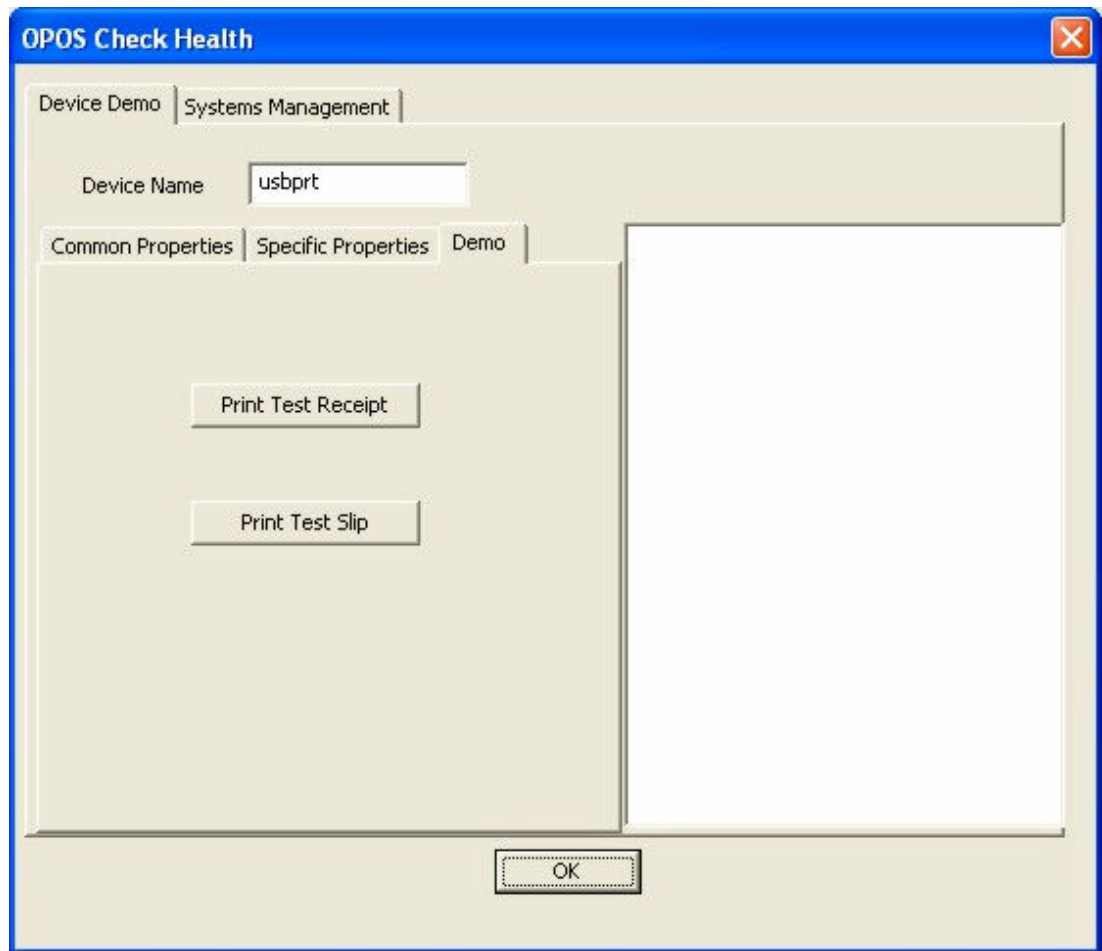 OPOS Check Health
Device Demo Systems Management
Device Name usbprt
Common Properties Specific Properties Demo
Print Test Receipt
Print Test Slip
OK